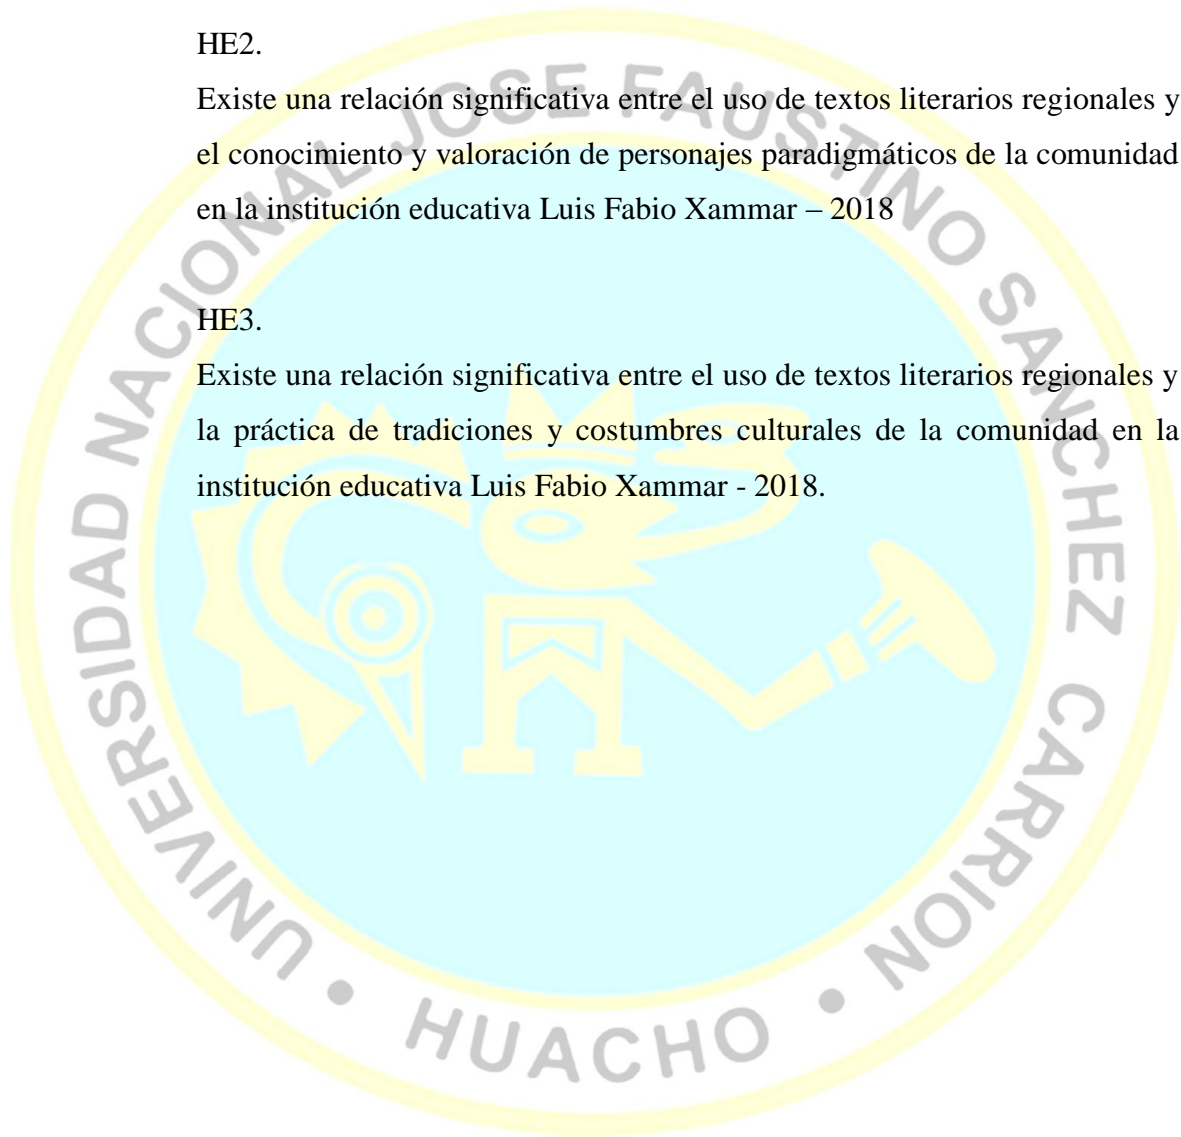 HE2.
Existe una relación significativa entre el uso de textos literarios regionales y
el conocimiento y valoración de personajes paradigmáticos de la comunidad
en la institución educativa Luis Fabio Xammar – 2018
HE3.
Existe una relación significativa entre el uso de textos literarios regionales y
la práctica de tradiciones y costumbres culturales de la comunidad en la
institución educativa Luis Fabio Xammar - 2018.
UNIVERSIDAD NACIONAL JOSE FAUSTINO SANCHEZ CARRION • HUACHO •